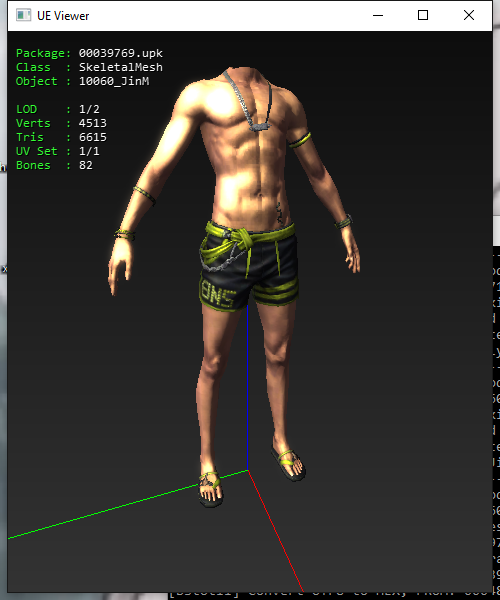 UE Viewer
Package: 00039769.upk
Class : SkeletalMesh
Object : 10060_JinM
LOD : 1/2
Verts : 4513
Tris : 6615
UV Set : 1/1
Bones : 82
BNS